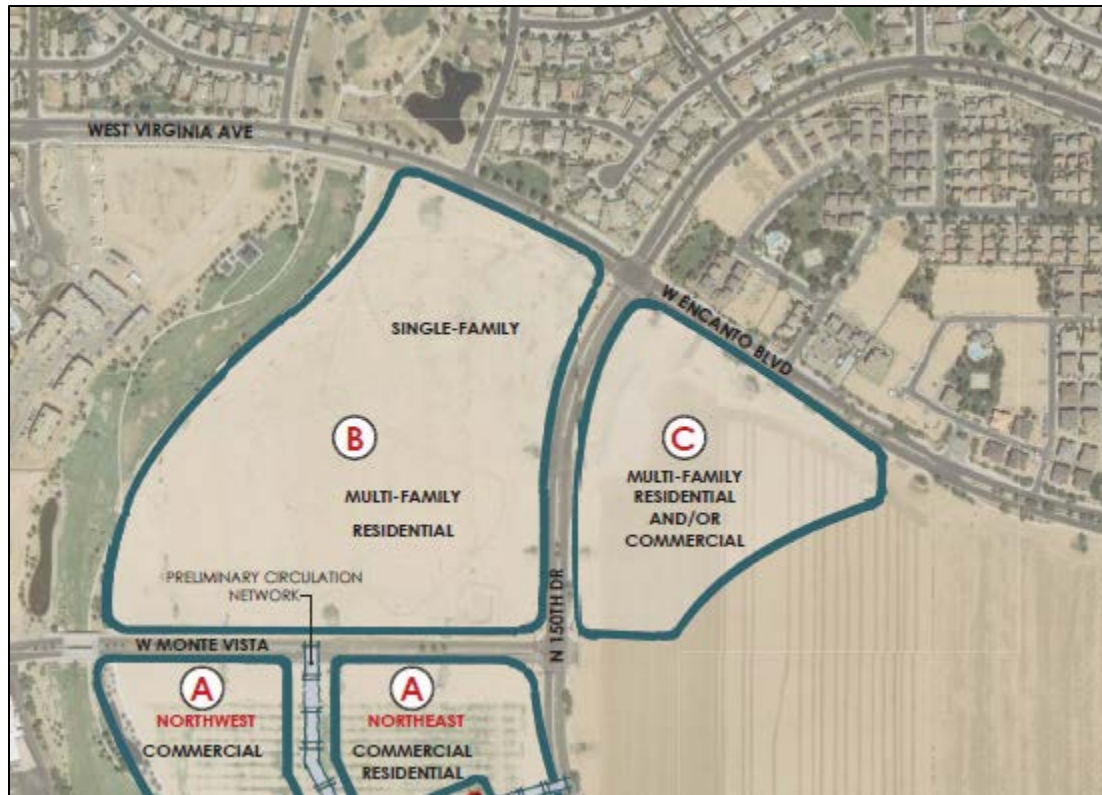 WEST VIRGINIA AVE
W ENCANTO BLVD
SINGLE-FAMILY
B
C
MULTI-FAMILY
RESIDENTIAL
MULTI-FAMILY
RESIDENTIAL
AND/OR
COMMERCIAL
PRELIMINARY CIRCULATION
NETWORK
N 150TH DR
W MONTE VISTA
A
NORTHWEST
COMMERCIAL
A
NORTHEAST
COMMERCIAL
RESIDENTIAL